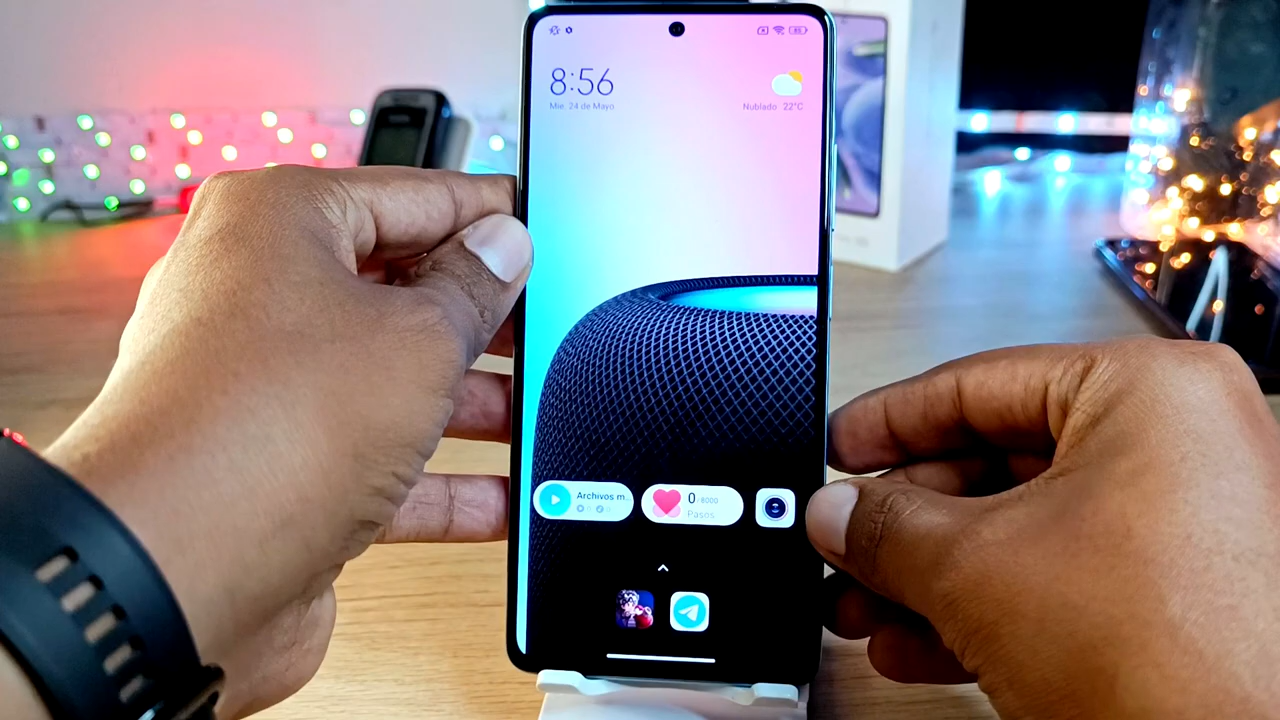 8:56
Mie. 24 de Mayo
Nublado 22°C
Archivos m...
0 / 8000
Pasos